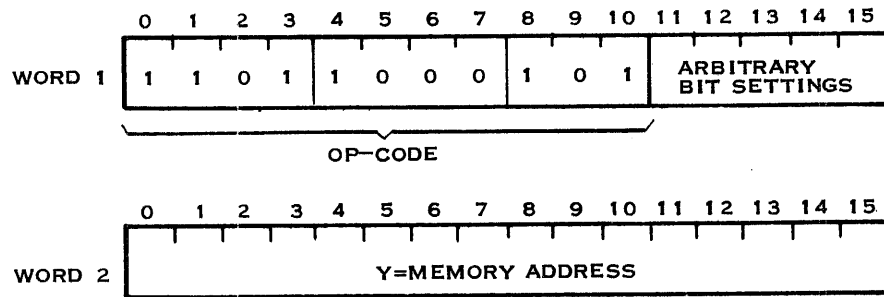 0 1 2 3 4 5 6 7 8 9 10 11 12 13 14 15
WORD 1 1 1 0 1 1 0 0 0 1 0 1 ARBITRARY
BIT SETTINGS
OP-CODE
0 1 2 3 4 5 6 7 8 9 10 11 12 13 14 15
WORD 2 Y=MEMORY ADDRESS